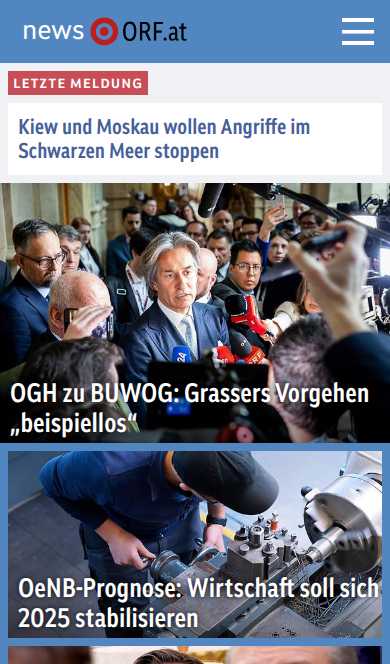 news ORF.at
LETZTE MELDUNG
Kiew und Moskau wollen Angriffe im
Schwarzen Meer stoppen
OGH zu BUWOG: Grassers Vorgehen
„beispiellos“
OeNB-Prognose: Wirtschaft soll sich
2025 stabilisieren